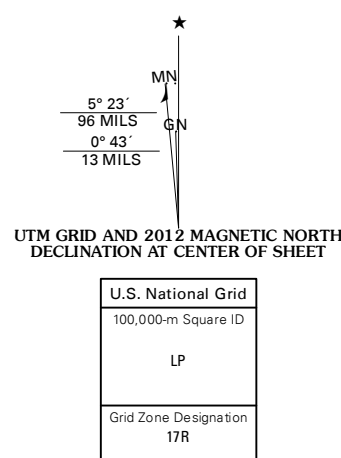 ★
MN
5° 23´
96 MILS
GN
0° 43´
13 MILS
UTM GRID AND 2012 MAGNETIC NORTH
DECLINATION AT CENTER OF SHEET
U.S. National Grid
100,000-m Square ID
LP
Grid Zone Designation
17R